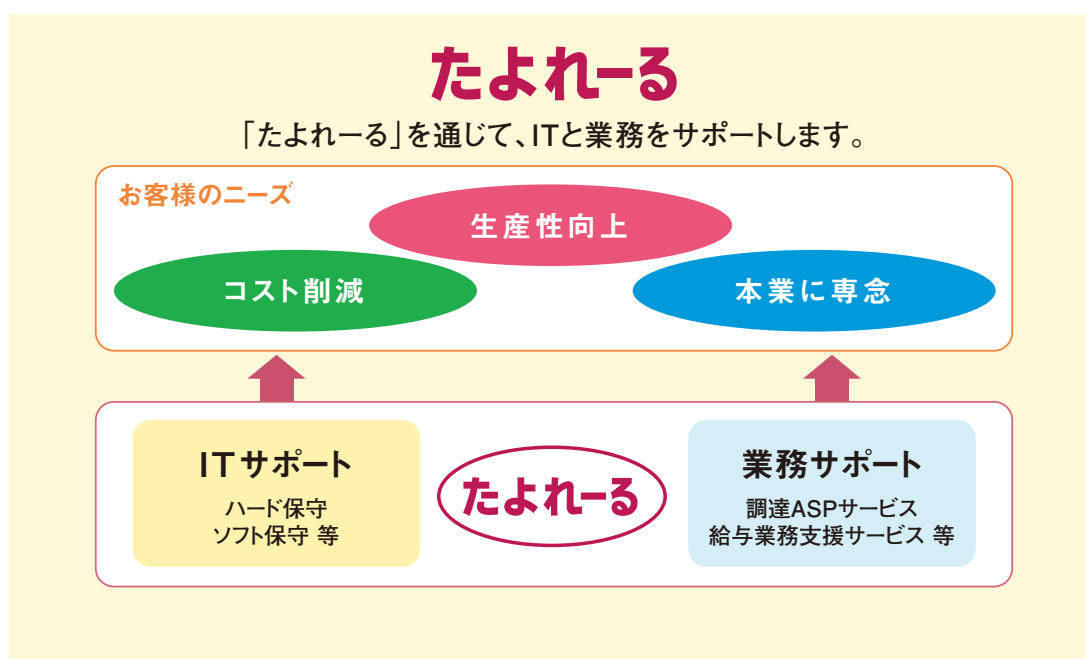 たよれーる
「たよれーる」を通じて、ITと業務をサポートします。
お客様のニーズ
生産性向上
コスト削減
本業に専念
ITサポート
ハード保守
ソフト保守 等
たよれーる
業務サポート
調達ASPサービス
給与業務支援サービス 等